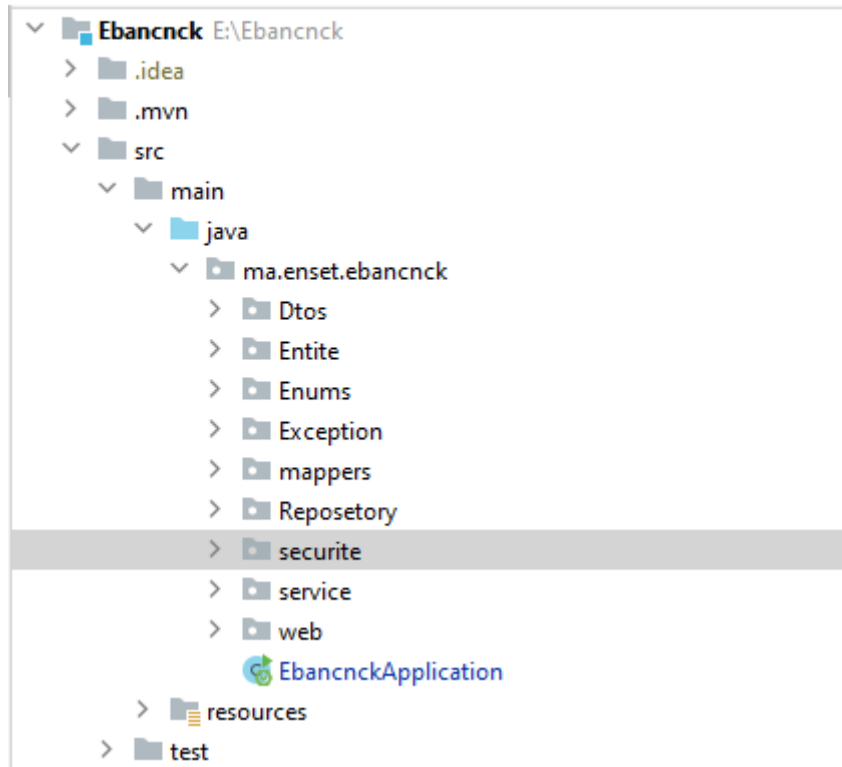 Ebancnck E:\Ebancnck
.idea
.mvn
src
main
java
ma.enset.ebancnck
Dtos
Entite
Enums
Exception
mappers
Reposetory
securite
service
web
EbancnckApplication
resources
test